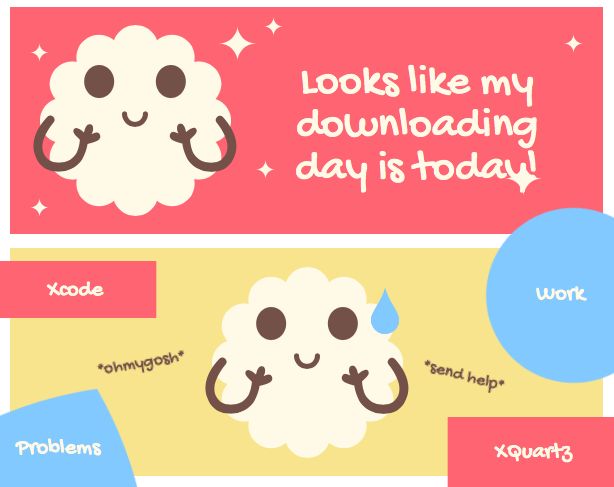 Looks like my
downloading
day is today!
Xcode
Work
*ohmygosh*
*send help*
Problems
XQuartz